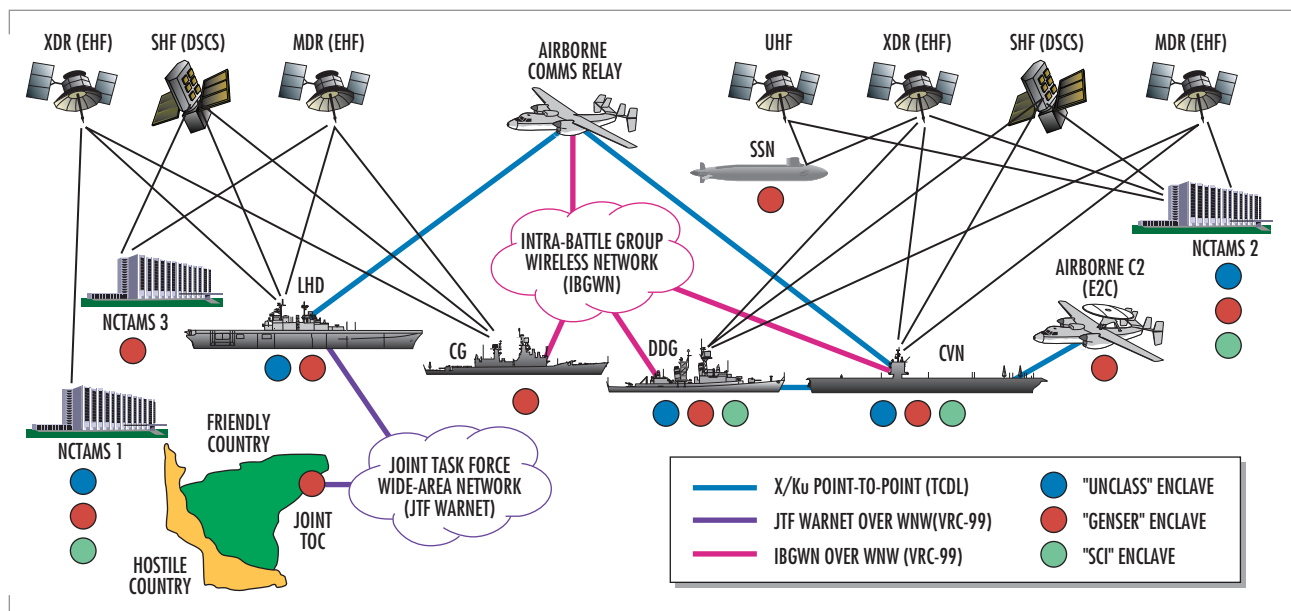 XDR (EHF)
SHF (DSCS)
MDR (EHF)
AIRBORNE
COMMS RELAY
UHF
XDR (EHF)
SHF (DSCS)
MDR (EHF)
SSN
NCTAMS 2
INTRA-BATTLE GROUP
WIRELESS NETWORK
(IBGWN)
AIRBORNE C2
(E2C)
NCTAMS 3
LHD
CG
DDG
CVN
NCTAMS 1
FRIENDLY
COUNTRY
JOINT
TOC
HOSTILE
COUNTRY
JOINT TASK FORCE
WIDE-AREA NETWORK
(JTF WARNET)
X/Ku POINT-TO-POINT (TCDL)
JTF WARNET OVER WNW(VRC-99)
IBGWN OVER WNW (VRC-99)
"UNCLASS" ENCLAVE
"GENSER" ENCLAVE
"SCI" ENCLAVE